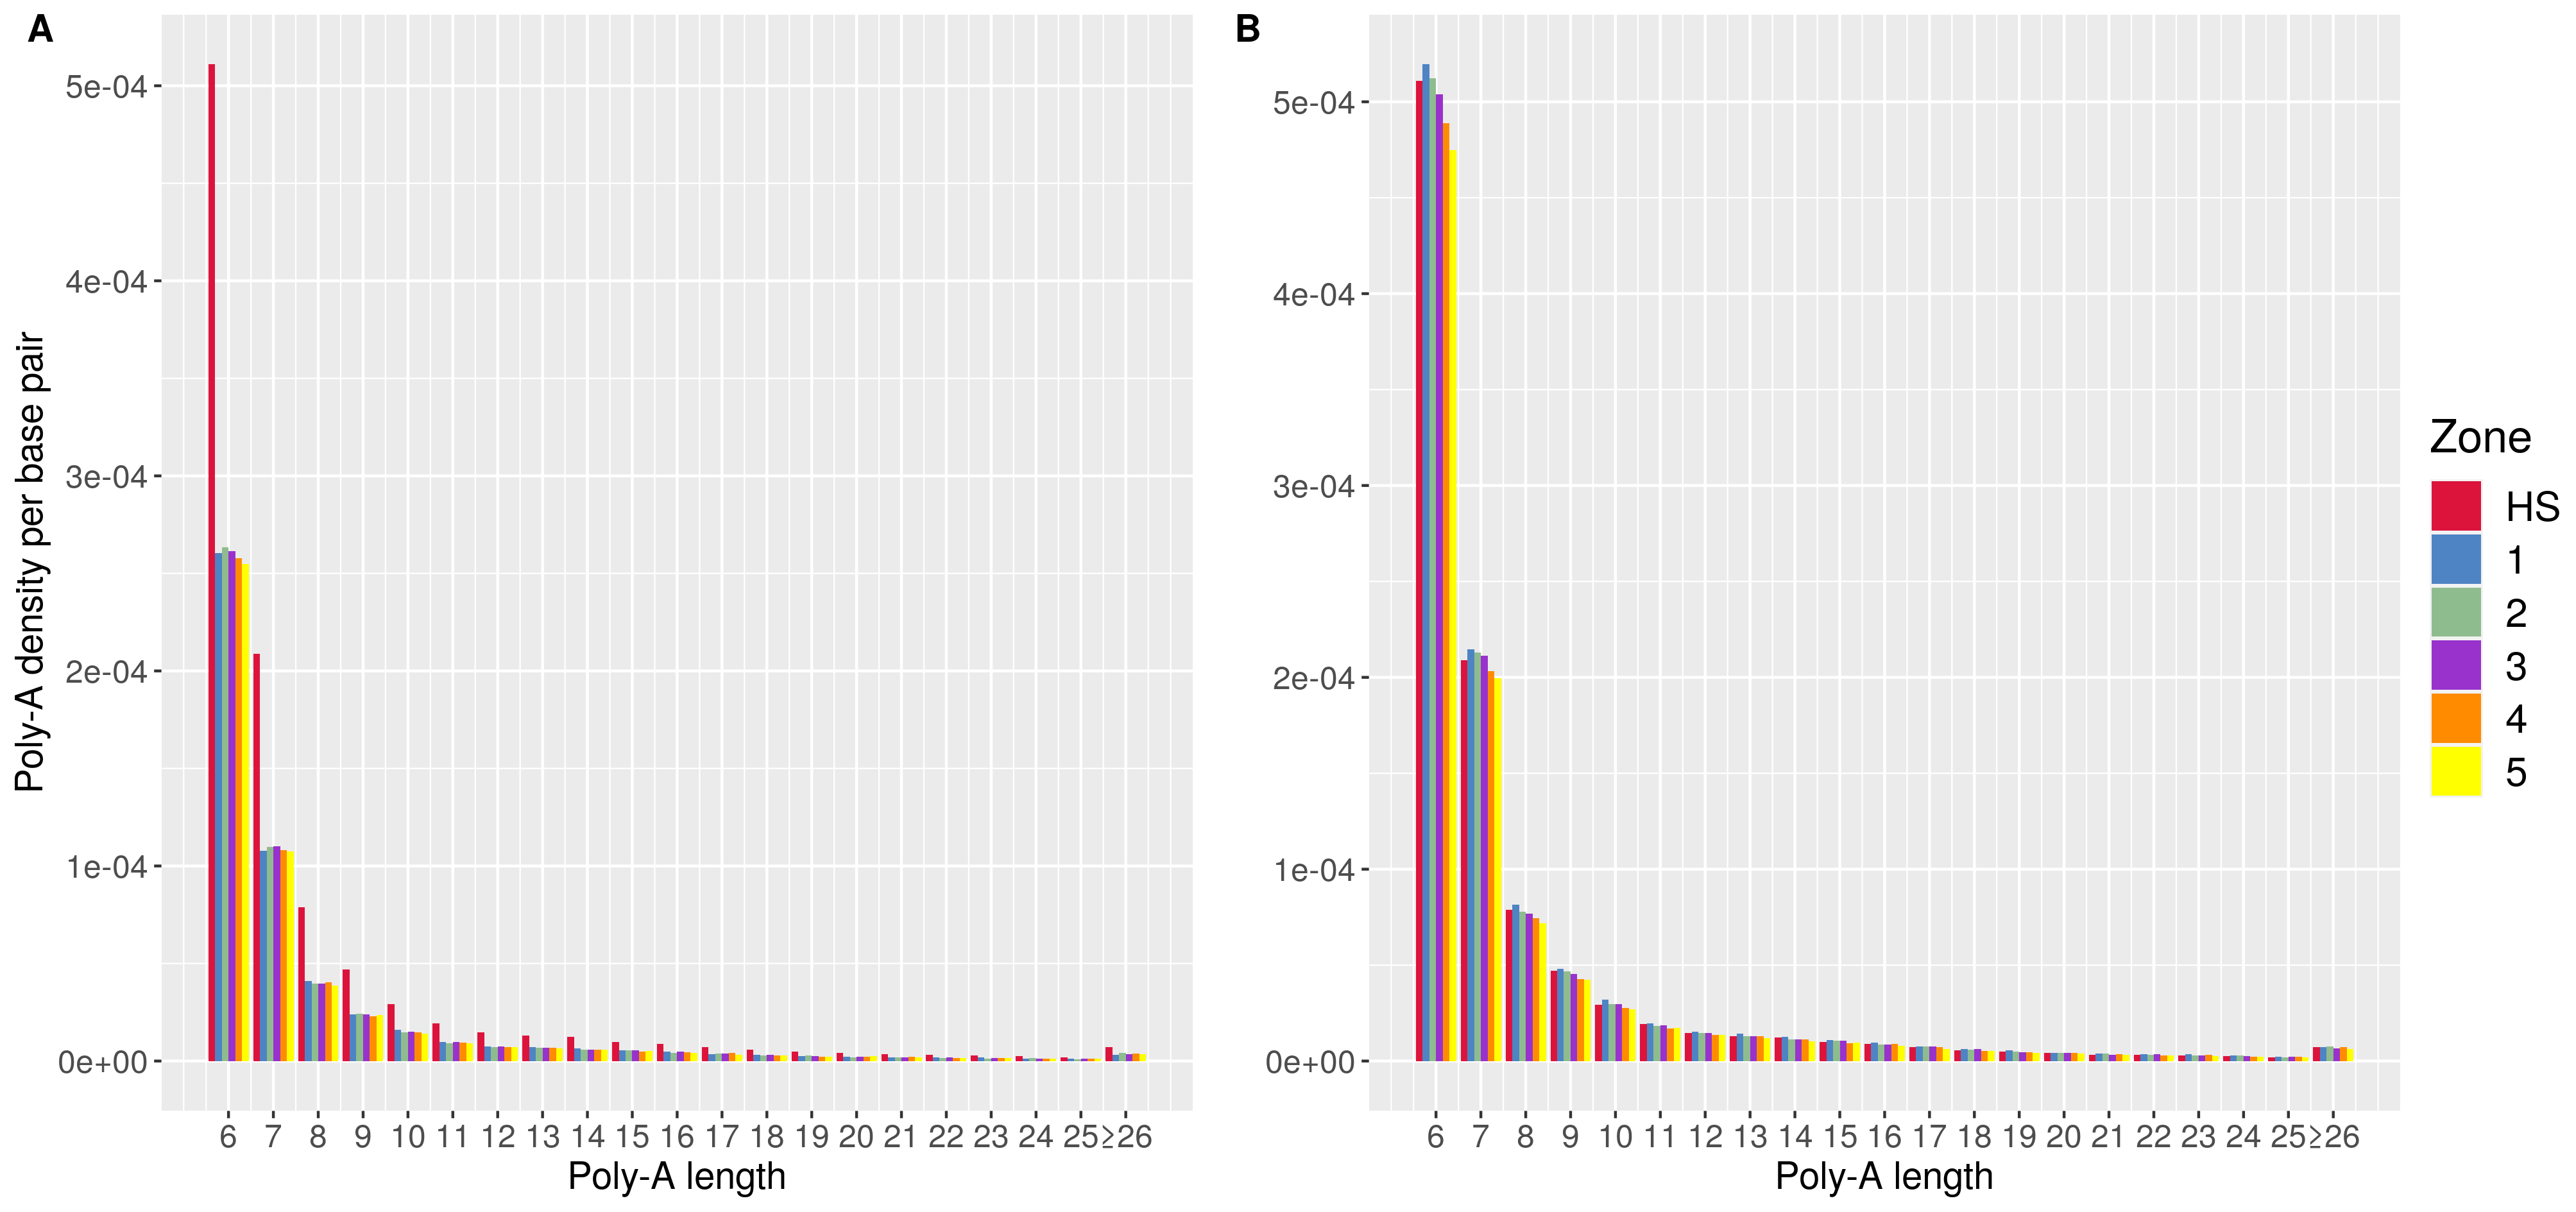 A
Poly-A density per base pair
5e-04
4e-04
3e-04
2e-04
1e-04
0e+00
6 7 8 9 10 11 12 13 14 15 16 17 18 19 20 21 22 23 24 25 ≥26
Poly-A length
B
5e-04
4e-04
3e-04
2e-04
1e-04
0e+00
6 7 8 9 10 11 12 13 14 15 16 17 18 19 20 21 22 23 24 25 ≥26
Poly-A length
Zone
HS
1
2
3
4
5